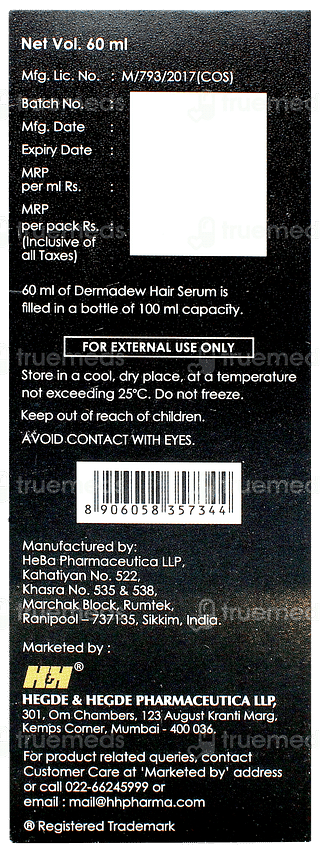 Net Vol. 60 ml
Mfg. Lic. No. : M/793/2017(COS)
Batch No. :
Mfg. Date :
Expiry Date :
MRP
per ml Rs. :
MRP
per pack Rs. :
(Inclusive of
all Taxes)
60 ml of Dermadew Hair Serum is
filled in a bottle of 100 ml capacity.
FOR EXTERNAL USE ONLY
Store in a cool, dry place, at a temperature
not exceeding 25°C. Do not freeze.
Keep out of reach of children.
AVOID CONTACT WITH EYES.
8 906058 357344
Manufactured by:
HeBa Pharmaceutica LLP,
Kahatiyan No. 522,
Khasra No. 535 & 538,
Marchak Block, Rumtek,
Ranipool – 737135, Sikkim, India.
Marketed by :
H&H®
HEGDE & HEGDE PHARMACEUTICA LLP,
301, Om Chambers, 123 August Kranti Marg,
Kemps Corner, Mumbai - 400 036.
For product related queries, contact
Customer Care at 'Marketed by' address
or call 022-66245999 or
email : mail@hhpharma.com
® Registered Trademark
truemeds